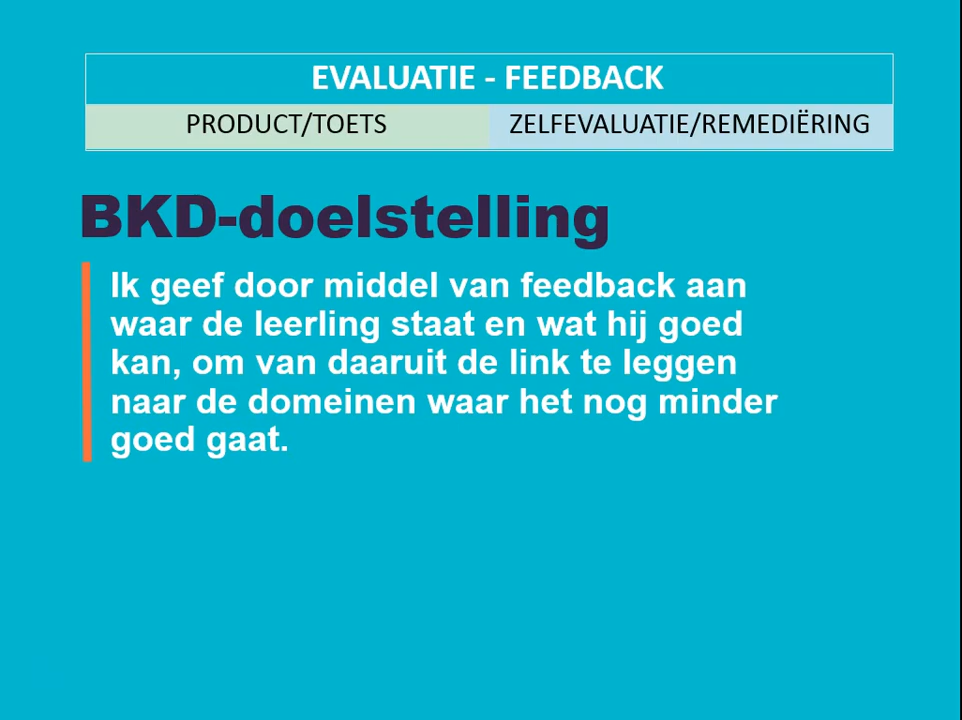 EVALUATIE - FEEDBACK
PRODUCT/TOETS ZELFEVALUATIE/REMEDIËRING
BKD-doelstelling
Ik geef door middel van feedback aan
waar de leerling staat en wat hij goed
kan, om van daaruit de link te leggen
naar de domeinen waar het nog minder
goed gaat.